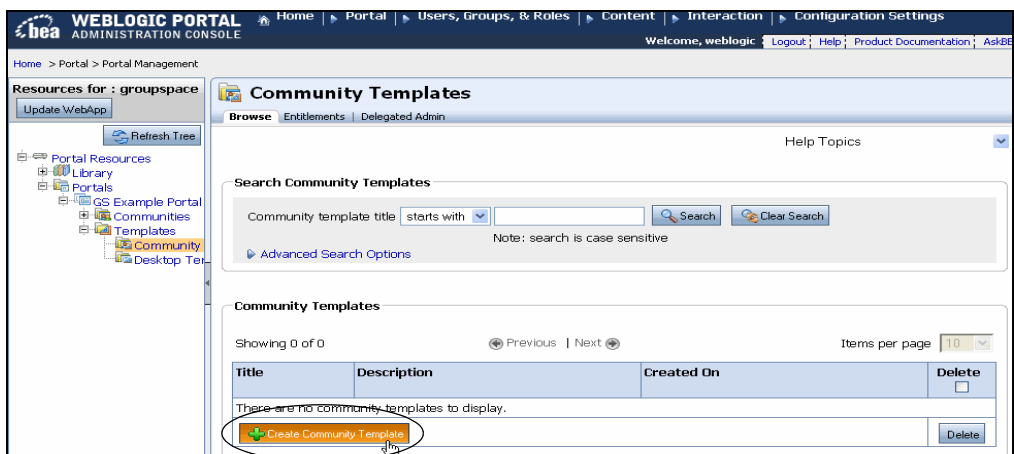 bea WEBLOGIC PORTAL
ADMINISTRATION CONSOLE
Home | Portal | Users, Groups, & Roles | Content | Interaction | Configuration Settings
Welcome, weblogic Logout Help Product Documentation
Home > Portal > Portal Management
Resources for : groupspace
Update WebApp
Refresh Tree
Portal Resources
Library
Portals
GS Example Portal
Communities
Templates
Community
Desktop
Community Templates
Browse Entitlements | Delegated Admin
Help Topics
Search Community Templates
Community template title starts with Search Clear Search
Note: search is case sensitive
Advanced Search Options
Community Templates
Showing 0 of 0 Previous | Next Items per page 10
Title Description Created On Delete
There are no community templates to display.
Create Community Template Delete